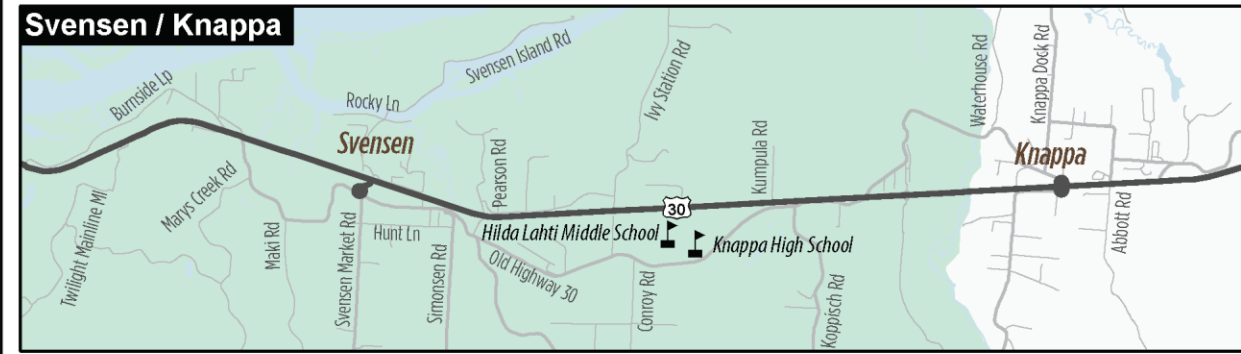 Svensen / Knappa
Burnside Lp
Svensen Island Rd
Rocky Ln
Ivy Station Rd
Waterhouse Rd
Knappa Dock Rd
Svensen
Knappa
Twilight Mainline Ml
Marys Creek Rd
Maki Rd
Svensen Market Rd
Hunt Ln
Simonsen Rd
Pearson Rd
Old Highway 30
Hilda Lahti Middle School
30
Knappa High School
Kumpula Rd
Conroy Rd
Koppisch Rd
Abbott Rd